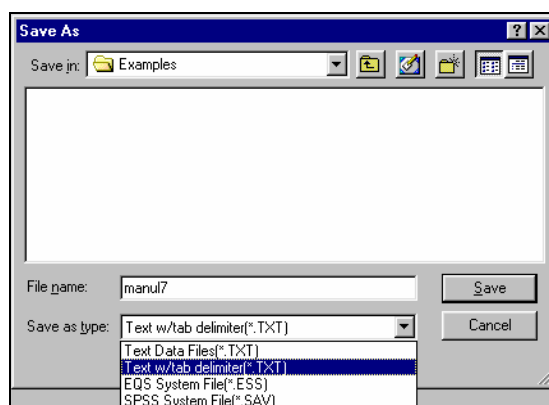 Save As
Save in: Examples
File name: manul7 Save
Save as type: Text w/tab delimiter(*.TXT) Cancel
Text Data Files(*.TXT)
Text w/tab delimiter(*.TXT)
EQS System File(*.ESS)
SPSS System File(*.SAV)